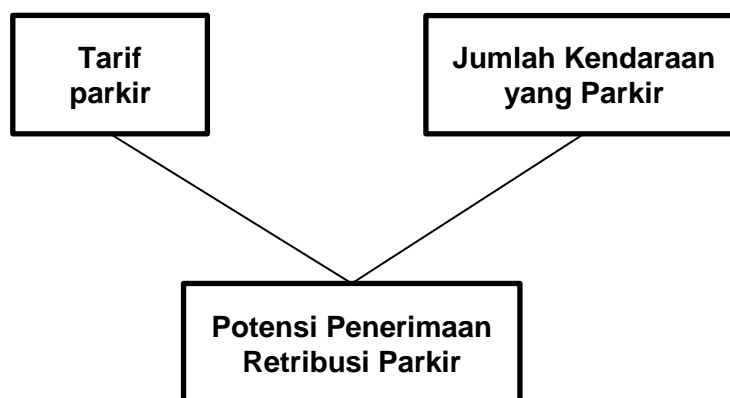 Tarif
parkir
Jumlah Kendaraan
yang Parkir
Potensi Penerimaan
Retribusi Parkir